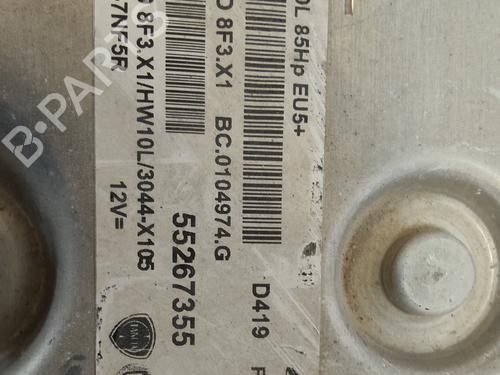 0L 85Hp EU5+
D 8F3.X1 BC.0104974.G
D419
55267355
8F3.X1/HW10L/3044-X105
7NF5R
12V=
B-PARTS